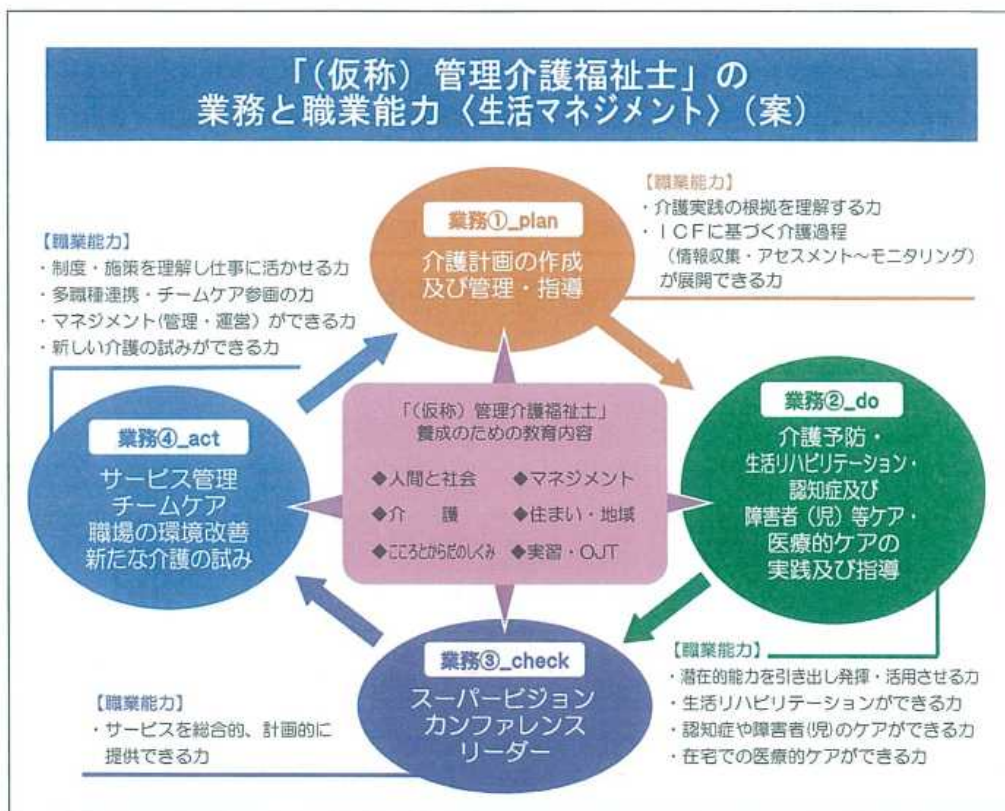 「(仮称)管理介護福祉士」の
業務と職業能力〈生活マネジメント〉(案)
業務①_plan
介護計画の作成
及び管理・指導
【職業能力】
・介護実践の根拠を理解する力
・ICFに基づく介護過程
(情報収集・アセスメント~モニタリング)
が展開できる力
【職業能力】
・制度・施策を理解し仕事に活かせる力
・多職種連携・チームケア参画の力
・マネジメント(管理・運営)ができる力
・新しい介護の試みができる力
業務④_act
サービス管理
チームケア
職場の環境改善
新たな介護の試み
「(仮称)管理介護福祉士」
養成のための教育内容
◆人間と社会 ◆マネジメント
◆介 護 ◆住まい・地域
◆こころとからだのしくみ ◆実習・OJT
業務②_do
介護予防・
生活リハビリテーション・
認知症及び
障害者(児)等ケア・
医療的ケアの
実践及び指導
業務③_check
スーパービジョン
カンファレンス
リーダー
【職業能力】
・サービスを総合的、計画的に
提供できる力
【職業能力】
・潜在的能力を引き出し発揮・活用させる力
・生活リハビリテーションができる力
・認知症や障害者(児)のケアができる力
・在宅での医療的ケアができる力